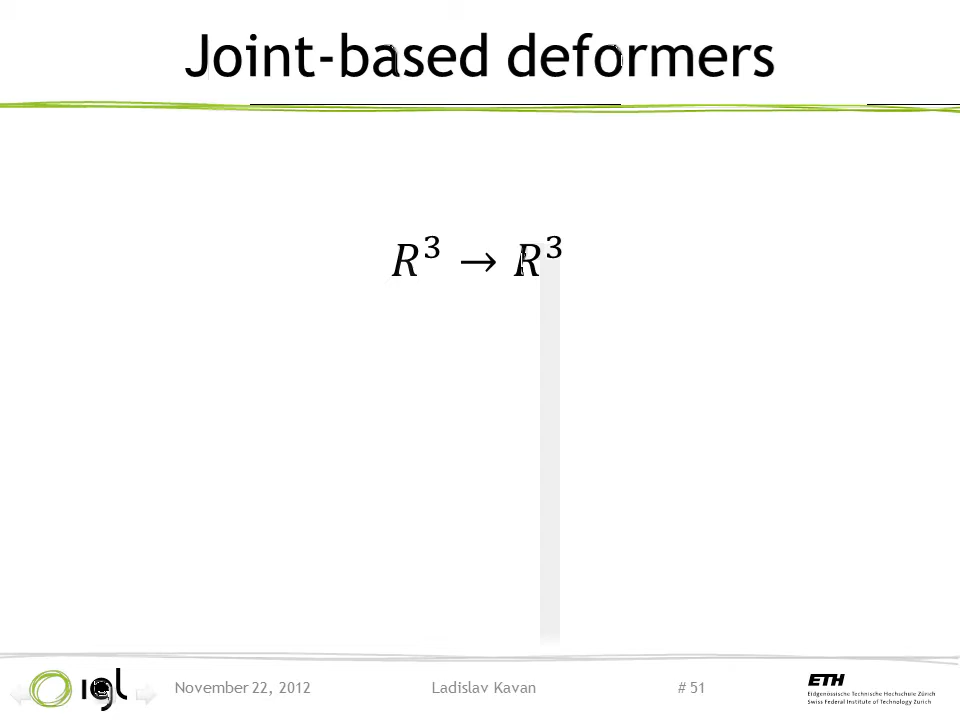 Joint-based deformers
R³ → R³
igl
November 22, 2012
Ladislav Kavan
# 51
ETH
Eidgenössische Technische Hochschule Zürich
Swiss Federal Institute of Technology Zurich